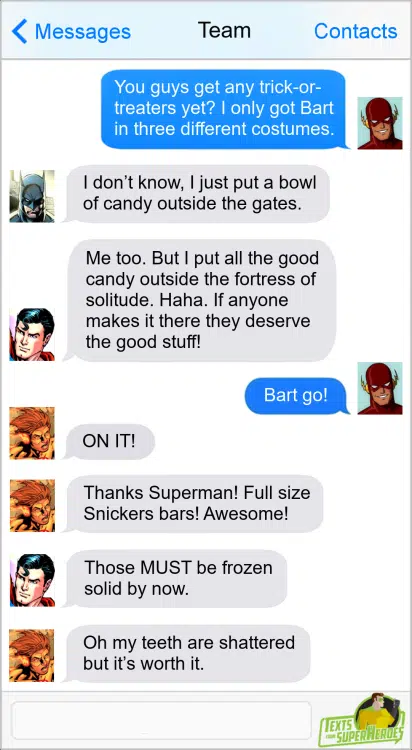 Messages
Team
Contacts
You guys get any trick-or-
treaters yet? I only got Bart
in three different costumes.
I don’t know, I just put a bowl
of candy outside the gates.
Me too. But I put all the good
candy outside the fortress of
solitude. Haha. If anyone
makes it there they deserve
the good stuff!
Bart go!
ON IT!
Thanks Superman! Full size
Snickers bars! Awesome!
Those MUST be frozen
solid by now.
Oh my teeth are shattered
but it’s worth it.
TEXTS
FROM SUPERHEROES